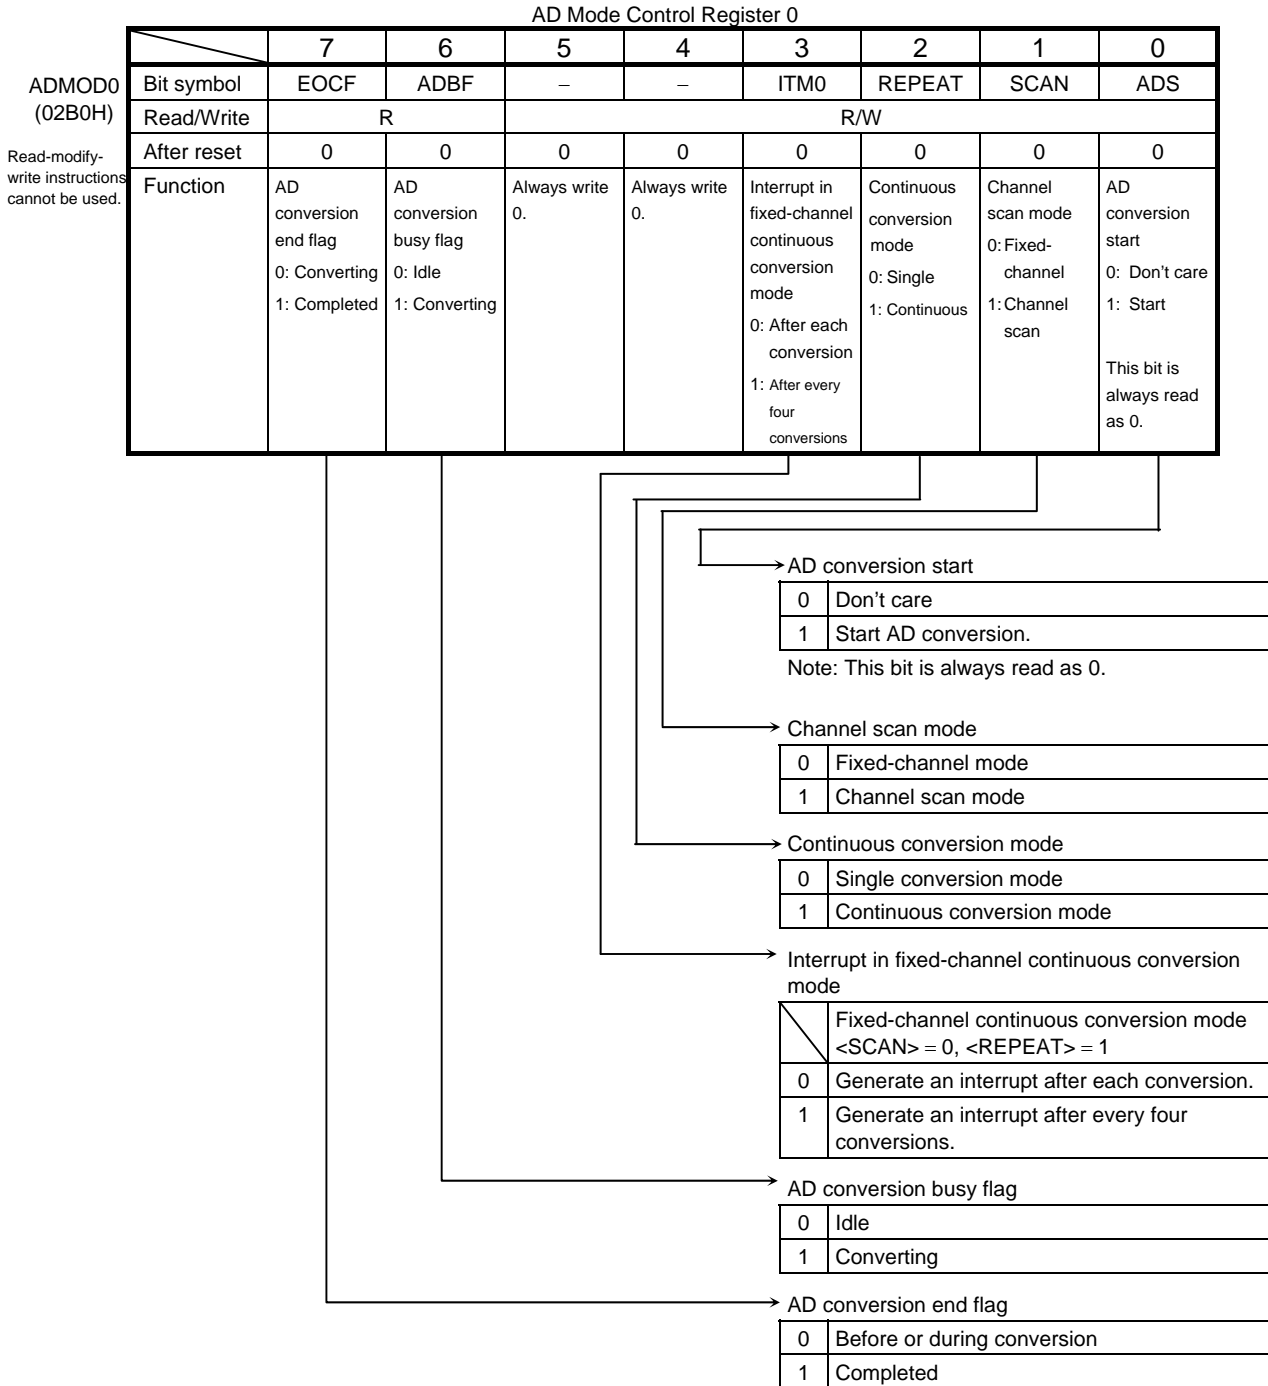 AD Mode Control Register 0
7 6 5 4 3 2 1 0
ADMOD0
(02B0H)
Read-modify-
write instructions
cannot be used.
Bit symbol EOCF ADBF – – ITM0 REPEAT SCAN ADS
Read/Write R R/W
After reset 0 0 0 0 0 0 0 0
Function
AD
conversion
end flag
0: Converting
1: Completed
AD
conversion
busy flag
0: Idle
1: Converting
Always write
0.
Always write
0.
Interrupt in
fixed-channel
continuous
conversion
mode
0: After each
conversion
1: After every
four
conversions
Continuous
conversion
mode
0: Single
1: Continuous
Channel
scan mode
0: Fixed-
channel
1: Channel
scan
AD
conversion
start
0: Don't care
1: Start
This bit is
always read
as 0.
AD conversion start
0 Don't care
1 Start AD conversion.
Note: This bit is always read as 0.
Channel scan mode
0 Fixed-channel mode
1 Channel scan mode
Continuous conversion mode
0 Single conversion mode
1 Continuous conversion mode
Interrupt in fixed-channel continuous conversion
mode
Fixed-channel continuous conversion mode
<SCAN> = 0, <REPEAT> = 1
0 Generate an interrupt after each conversion.
1 Generate an interrupt after every four
conversions.
AD conversion busy flag
0 Idle
1 Converting
AD conversion end flag
0 Before or during conversion
1 Completed